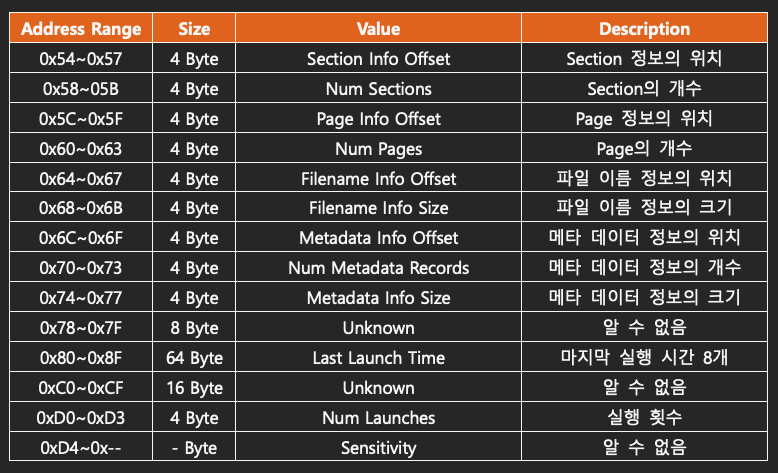 Address Range Size Value Description
0x54~0x57 4 Byte Section Info Offset Section 정보의 위치
0x58~05B 4 Byte Num Sections Section의 개수
0x5C~0x5F 4 Byte Page Info Offset Page 정보의 위치
0x60~0x63 4 Byte Num Pages Page의 개수
0x64~0x67 4 Byte Filename Info Offset 파일 이름 정보의 위치
0x68~0x6B 4 Byte Filename Info Size 파일 이름 정보의 크기
0x6C~0x6F 4 Byte Metadata Info Offset 메타 데이터 정보의 위치
0x70~0x73 4 Byte Num Metadata Records 메타 데이터 정보의 개수
0x74~0x77 4 Byte Metadata Info Size 메타 데이터 정보의 크기
0x78~0x7F 8 Byte Unknown 알 수 없음
0x80~0x8F 64 Byte Last Launch Time 마지막 실행 시간 8개
0xC0~0xCF 16 Byte Unknown 알 수 없음
0xD0~0xD3 4 Byte Num Launches 실행 횟수
0xD4~0x-- - Byte Sensitivity 알 수 없음